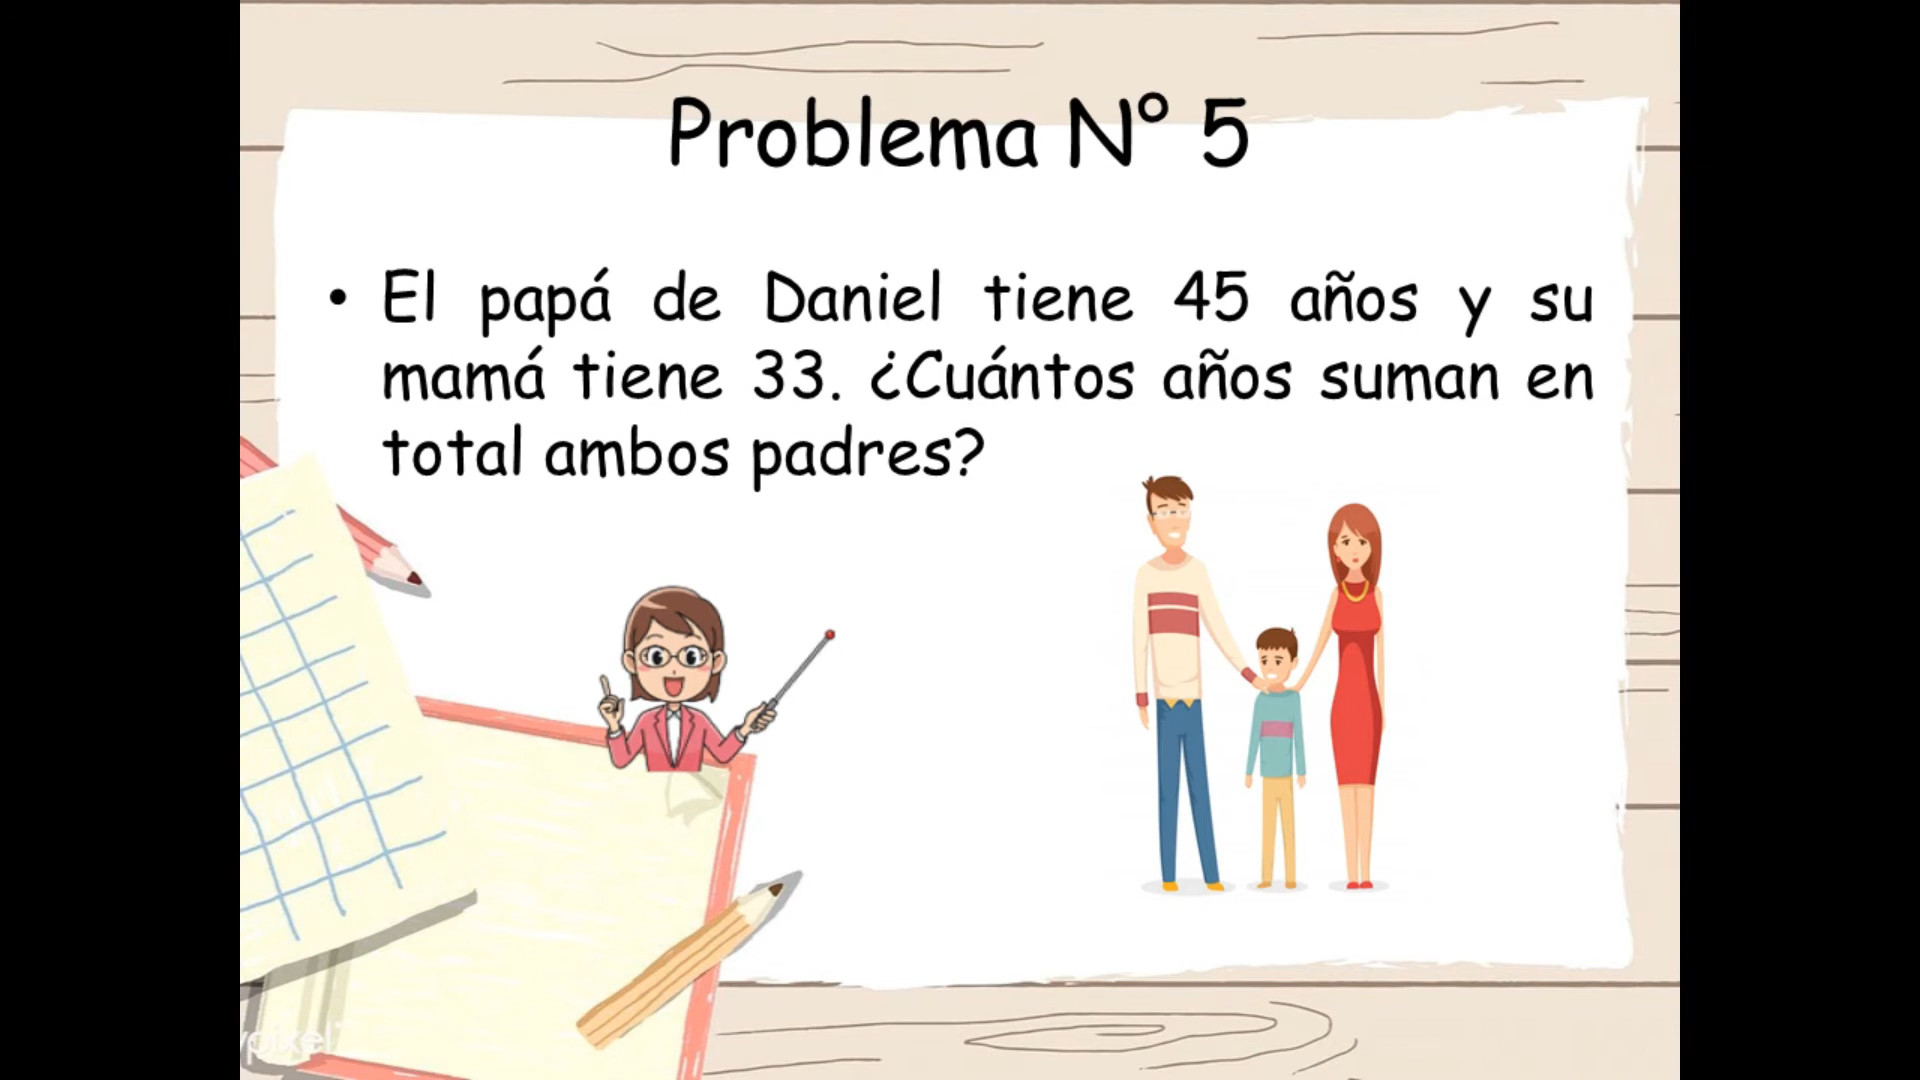 Problema N° 5
• El papá de Daniel tiene 45 años y su
mamá tiene 33. ¿Cuántos años suman en
total ambos padres?